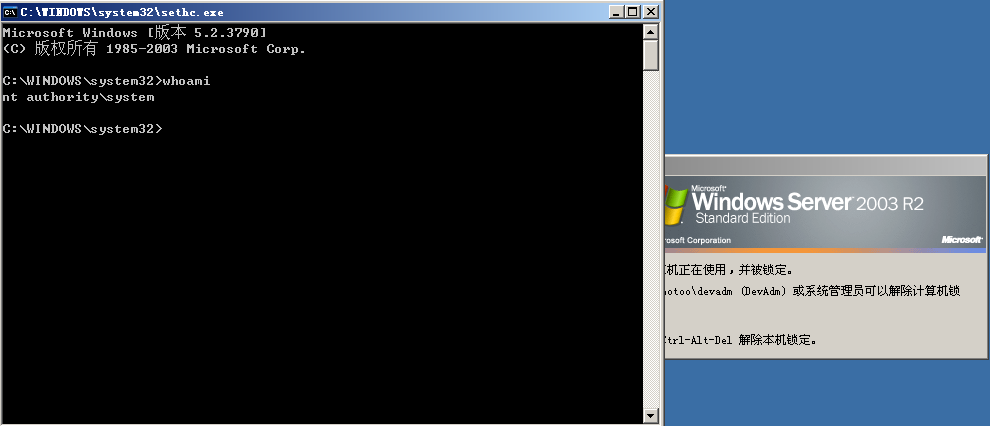 C:\WINDOWS\system32\sethc.exe
Microsoft Windows [版本 5.2.3790]
(C) 版权所有 1985-2003 Microsoft Corp.
C:\WINDOWS\system32>whoami
nt authority\system
C:\WINDOWS\system32>
Microsoft®
Windows Server 2003 R2
Standard Edition
rosoft Corporation
Microsoft®
机正在使用，并被锁定。
otoo\devadm (DevAdm) 或系统管理员可以解除计算机锁
Ctrl-Alt-Del 解除本机锁定。